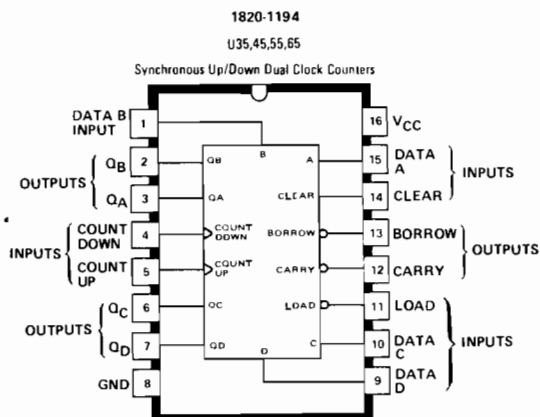 1820-1194
U35,45,55,65
Synchronous Up/Down Dual Clock Counters
DATA B
INPUT
1
OUTPUTS
QB
2
QA
3
INPUTS
COUNT
DOWN
4
COUNT
UP
5
OUTPUTS
QC
6
QD
7
GND
8
B
QB
QA
COUNT
DOWN
COUNT
UP
QC
QD
D
A
CLEAR
BORROW
CARRY
LOAD
C
16
VCC
15
DATA
A
14
CLEAR
INPUTS
13
BORROW
12
CARRY
OUTPUTS
11
LOAD
10
DATA
C
9
DATA
D
INPUTS